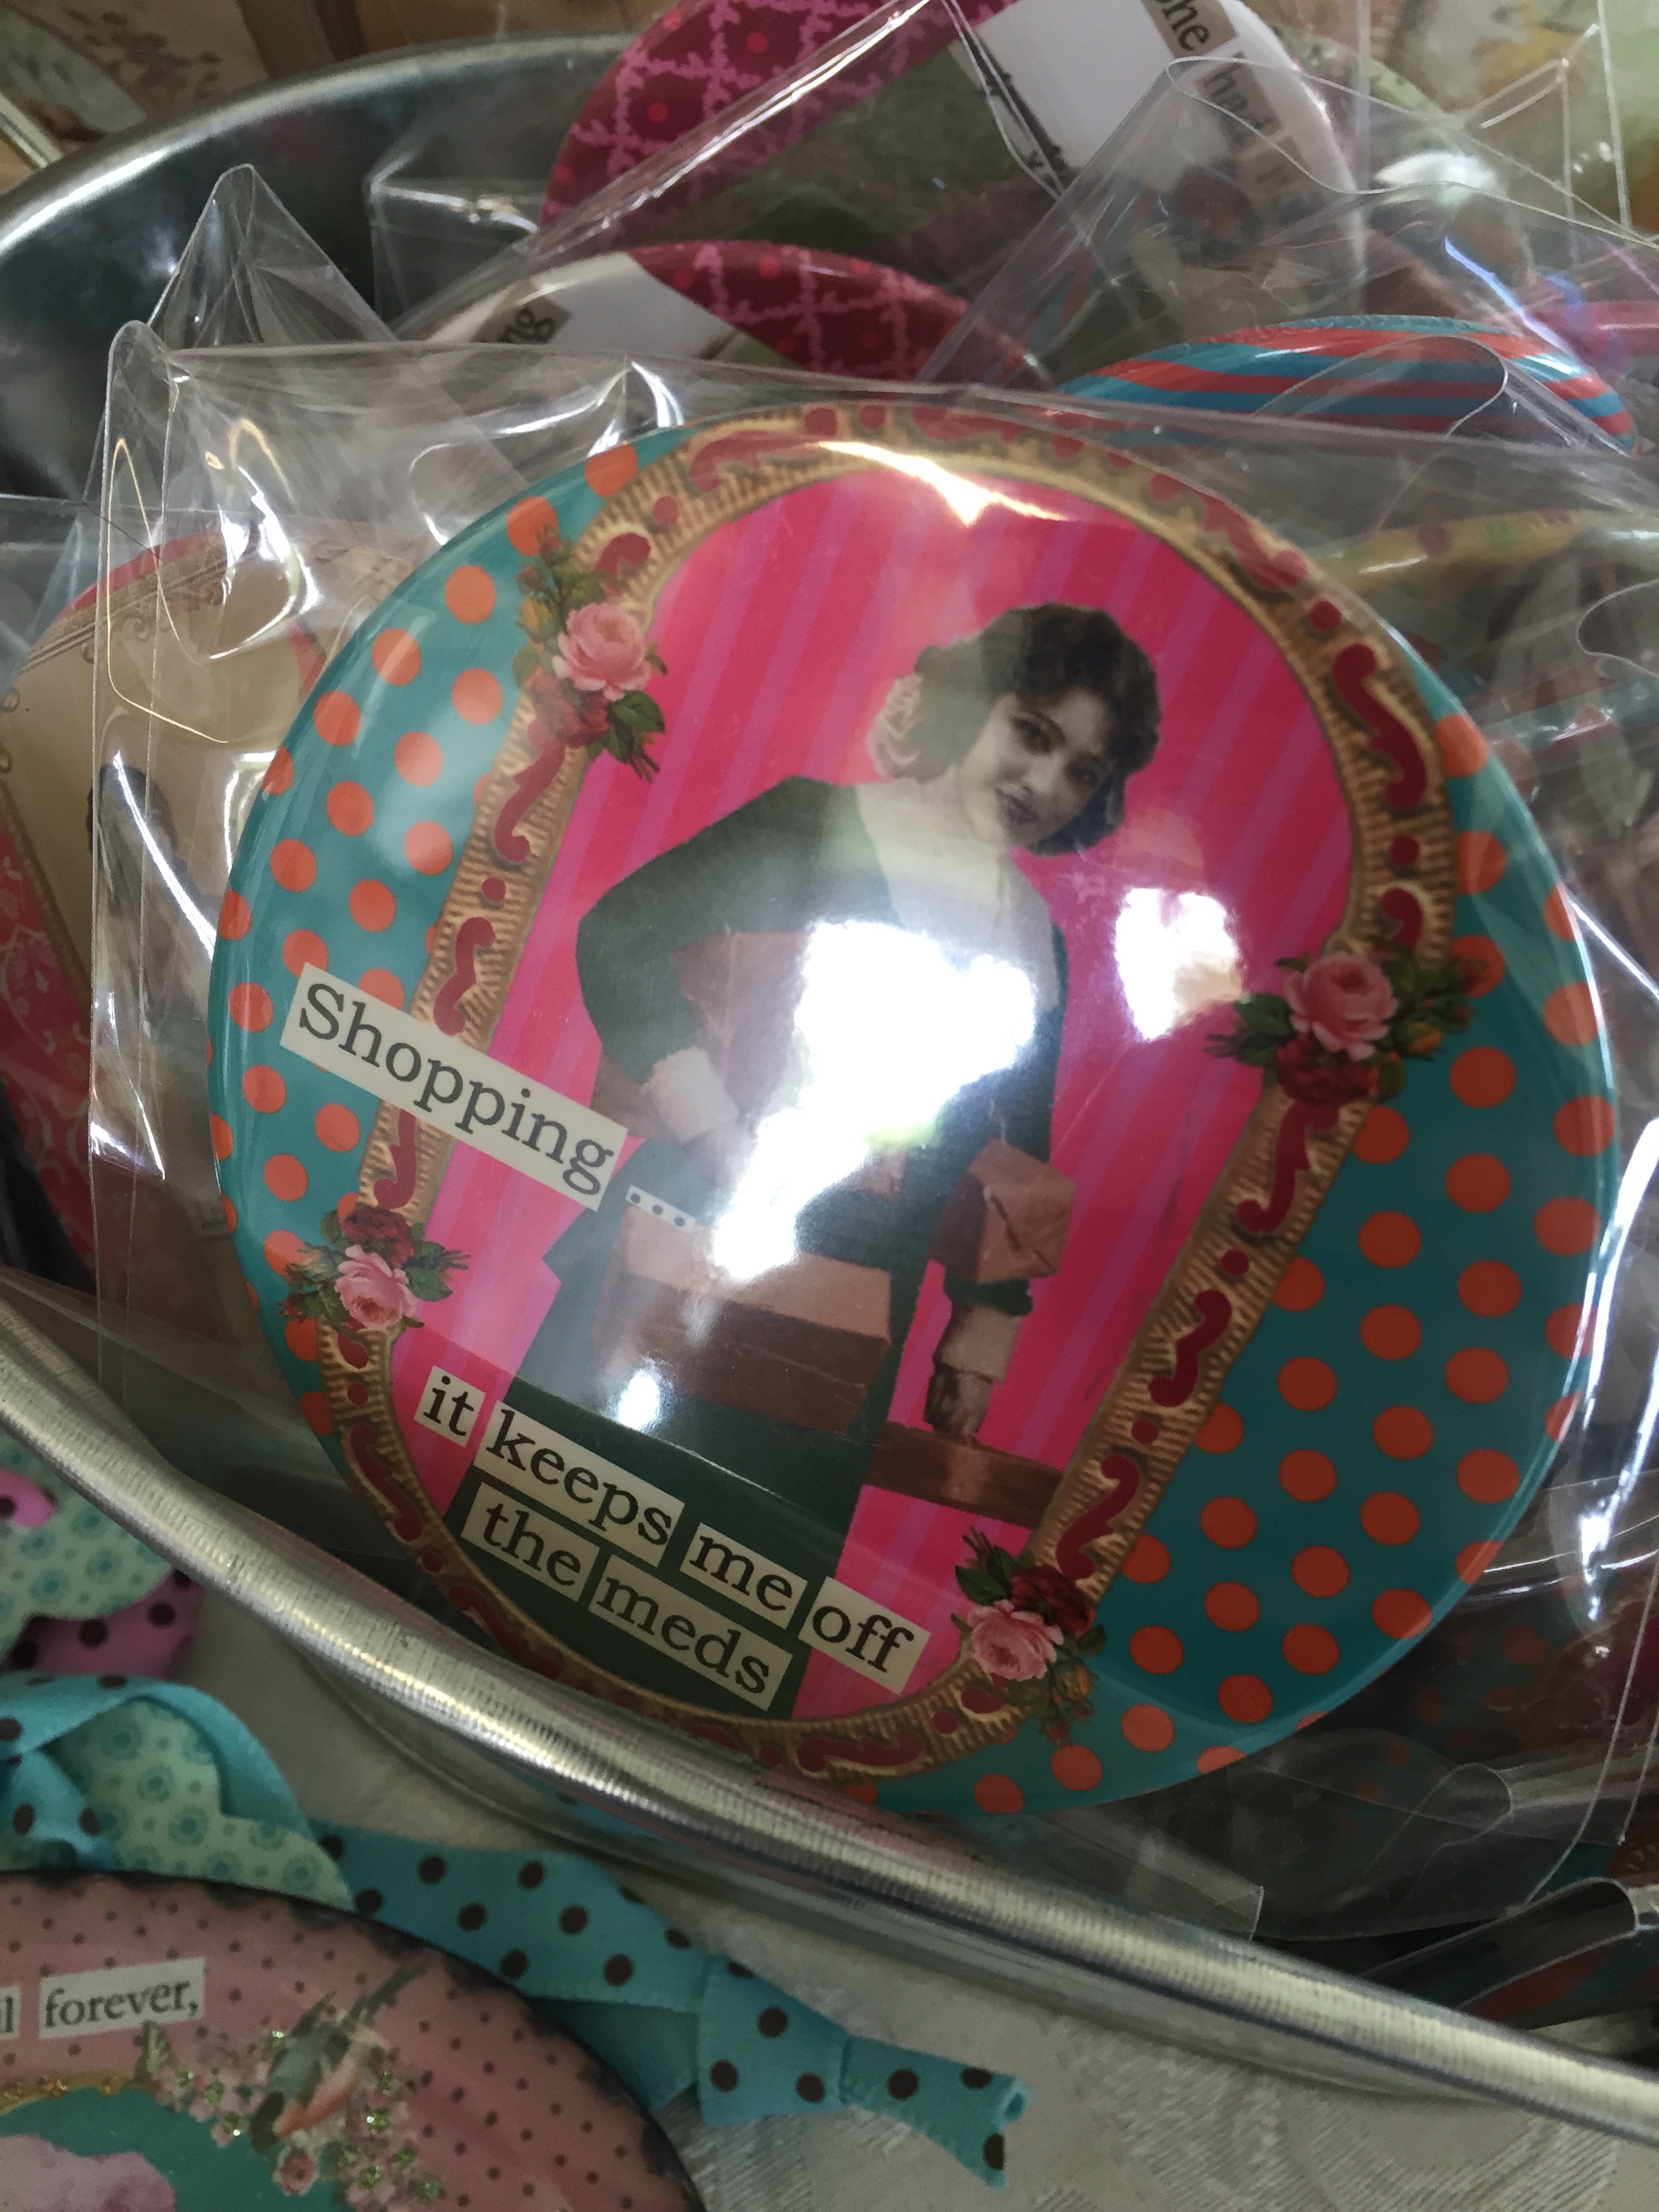 Shopping ...
it keeps me off
the meds
forever,